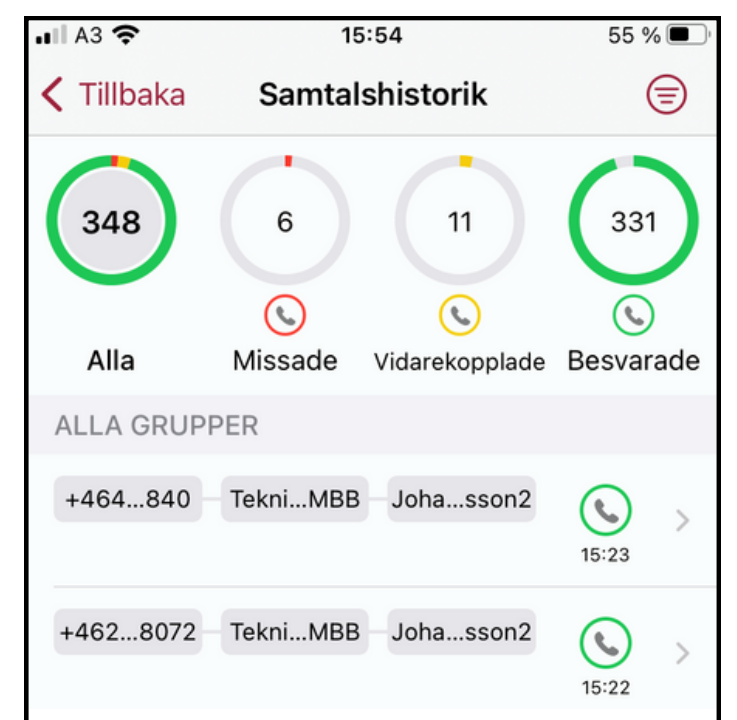 A3 15:54 55 %
Tillbaka Samtalshistorik
348 6 11 331
Alla Missade Vidarekopplade Besvarade
ALLA GRUPPER
+464...840 Tekni...MBB Joha...sson2
15:23
+462...8072 Tekni...MBB Joha...sson2
15:22